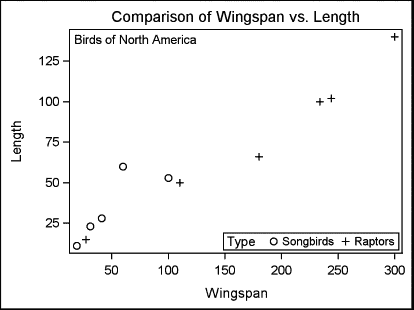 Comparison of Wingspan vs. Length
Birds of North America
125
100
75
50
25
Length
Type Songbirds Raptors
50 100 150 200 250 300
Wingspan